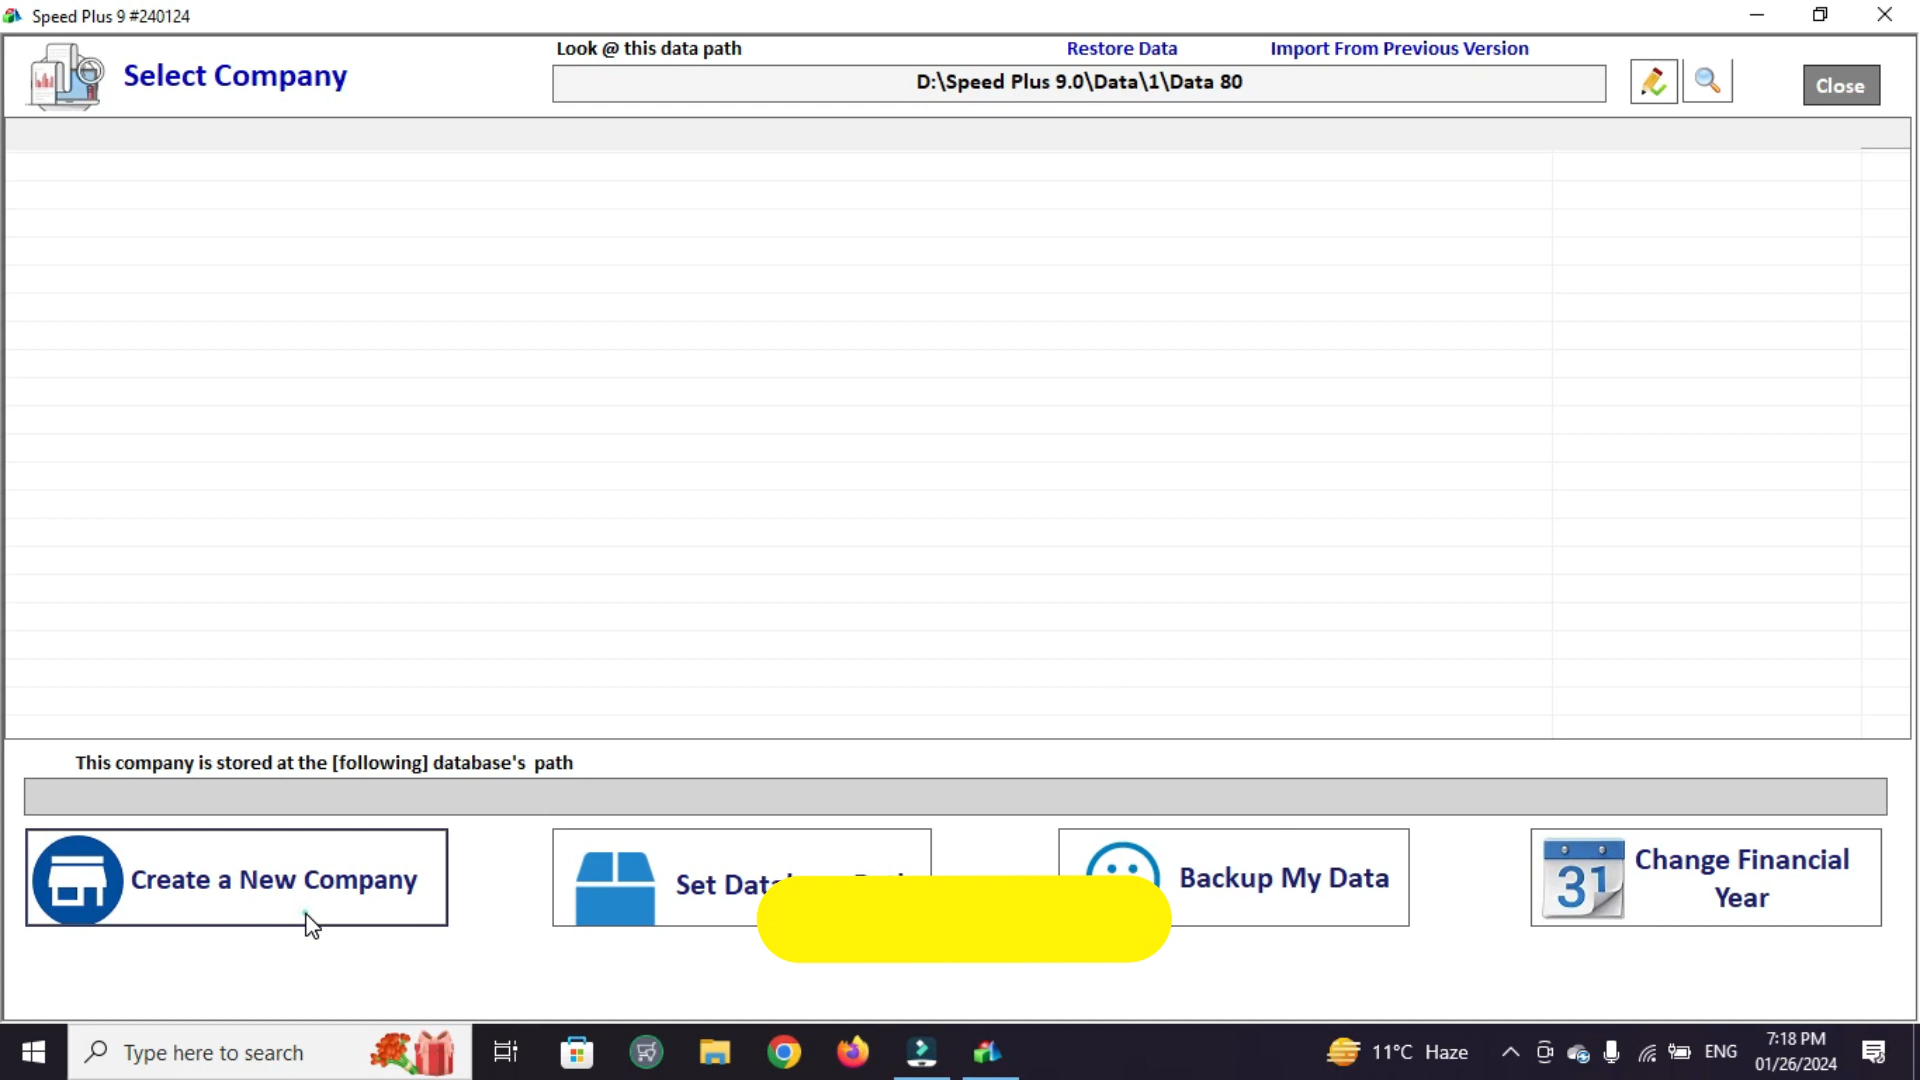 Speed Plus 9 #240124
Select Company
Look @ this data path
Restore Data
Import From Previous Version
D:\Speed Plus 9.0\Data\1\Data 80
Close
This company is stored at the [following] database's path
Create a New Company
Set
Backup My Data
31
Change Financial
Year
Type here to search
11°C Haze
ENG
7:18 PM
01/26/2024